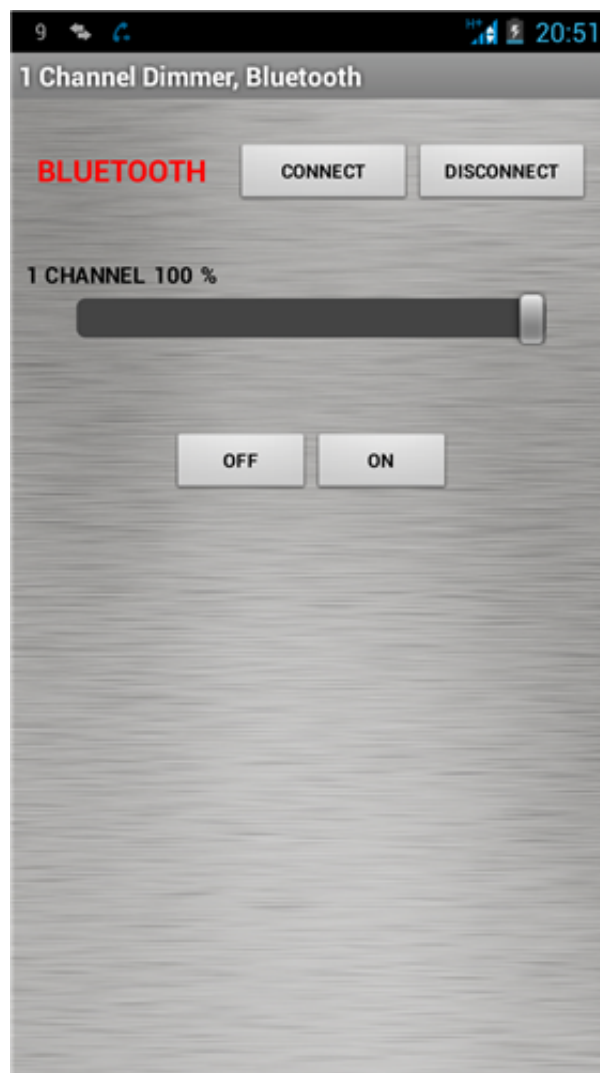 9 H+ 20:51
1 Channel Dimmer, Bluetooth
BLUETOOTH CONNECT DISCONNECT
1 CHANNEL 100 %
OFF ON